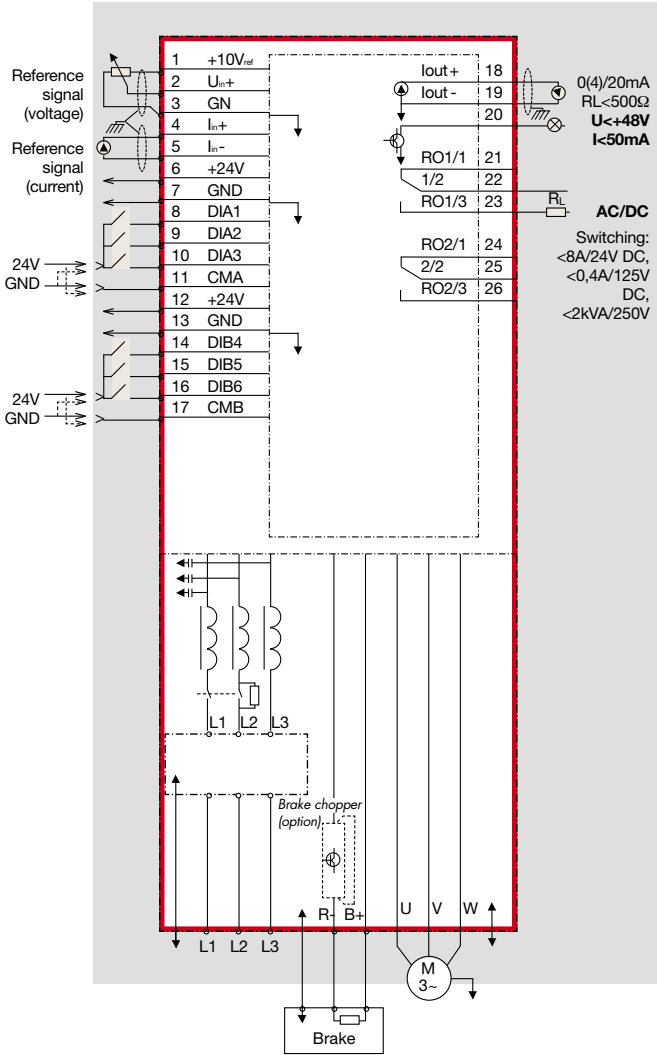 Reference
signal
(voltage)
Reference
signal
(current)
24V
GND
24V
GND
1 +10Vref
2 Uin+
3 GN
4 Iin+
5 Iin-
6 +24V
7 GND
8 DIA1
9 DIA2
10 DIA3
11 CMA
12 +24V
13 GND
14 DIB4
15 DIB5
16 DIB6
17 CMB
Iout+ 18
Iout - 19
20
RO1/1 21
1/2 22
RO1/3 23
RO2/1 24
2/2 25
RO2/3 26
0(4)/20mA
RL<500Ω
U<+48V
I<50mA
RL
AC/DC
Switching:
<8A/24V DC,
<0,4A/125V
DC,
<2kVA/250V
L1 L2 L3
Brake chopper
(option)
R- B+ U V W
L1 L2 L3
M
3~
Brake